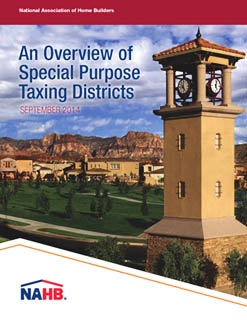 National Association of Home Builders
An Overview of
Special Purpose
Taxing Districts
SEPTEMBER 2014
NAHB.